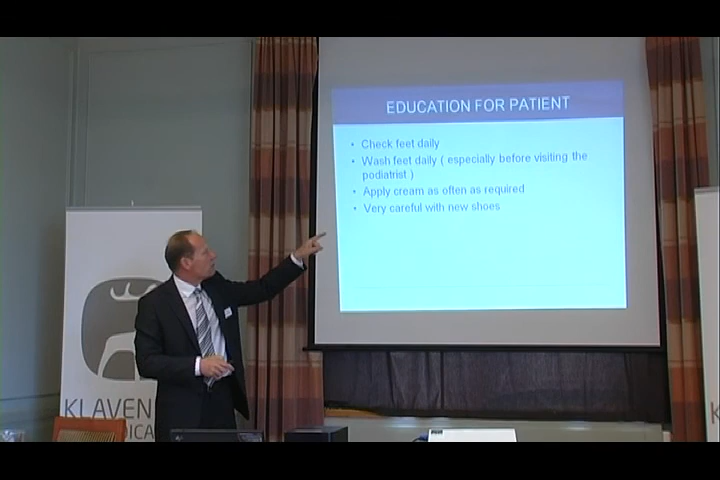 EDUCATION FOR PATIENT
• Check feet daily
• Wash feet daily ( especially before visiting the
podiatrist )
• Apply cream as often as required
• Very careful with new shoes
KLAVEN
DICA
K